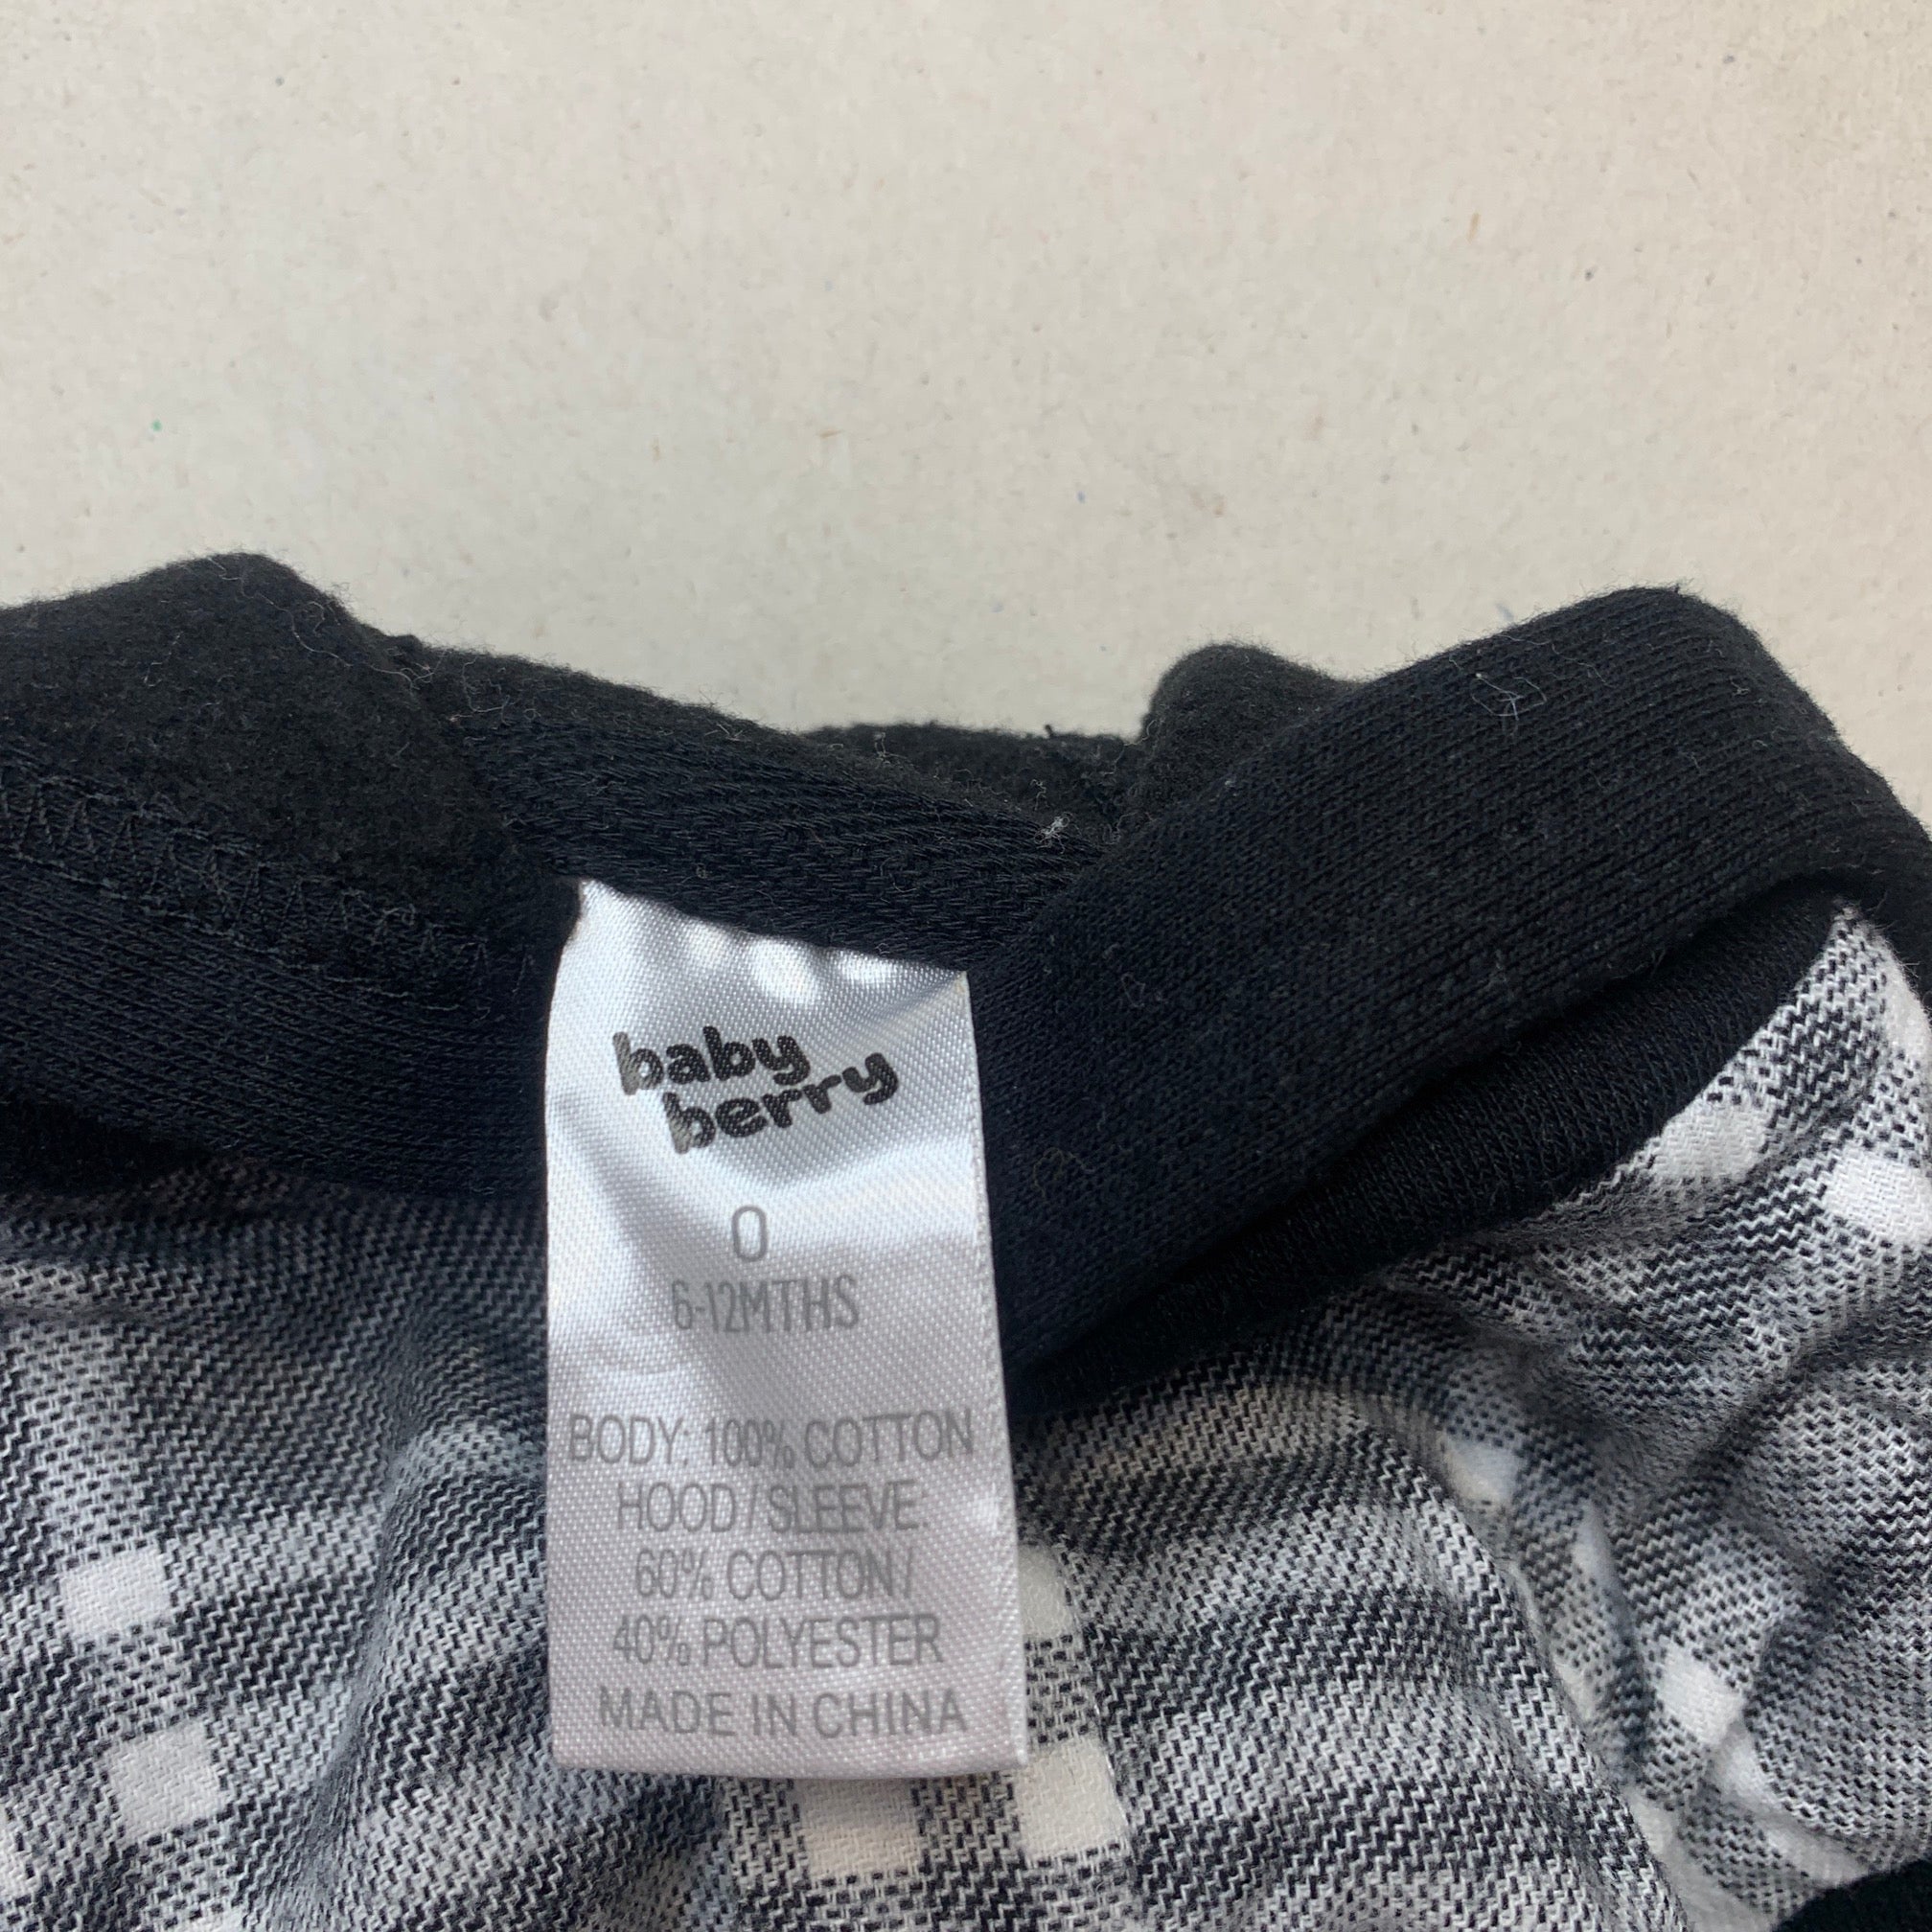 baby
berry
0
6-12MTHS
BODY: 100% COTTON
HOOD/SLEEVE:
60% COTTON/
40% POLYESTER
MADE IN CHINA